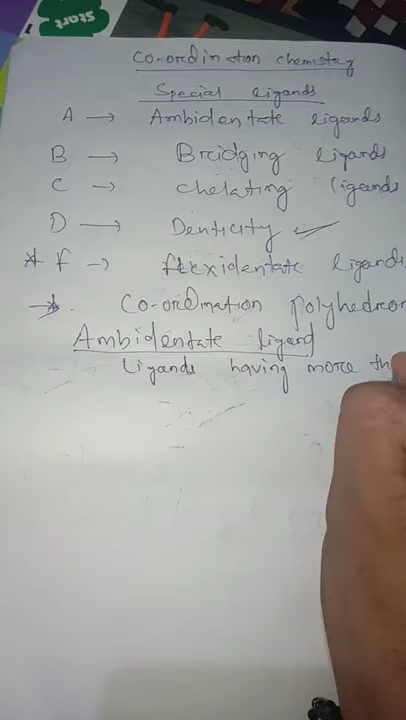 Start
Co-ordination chemistry
Special ligands
A → Ambidentate ligands
B → Bridging ligands
C → Chelating ligands
D → Denticity ✓
* F → flexidentate ligands
→ * . Co-ordination polyhedron
Ambidentate ligand
Ligands having more th